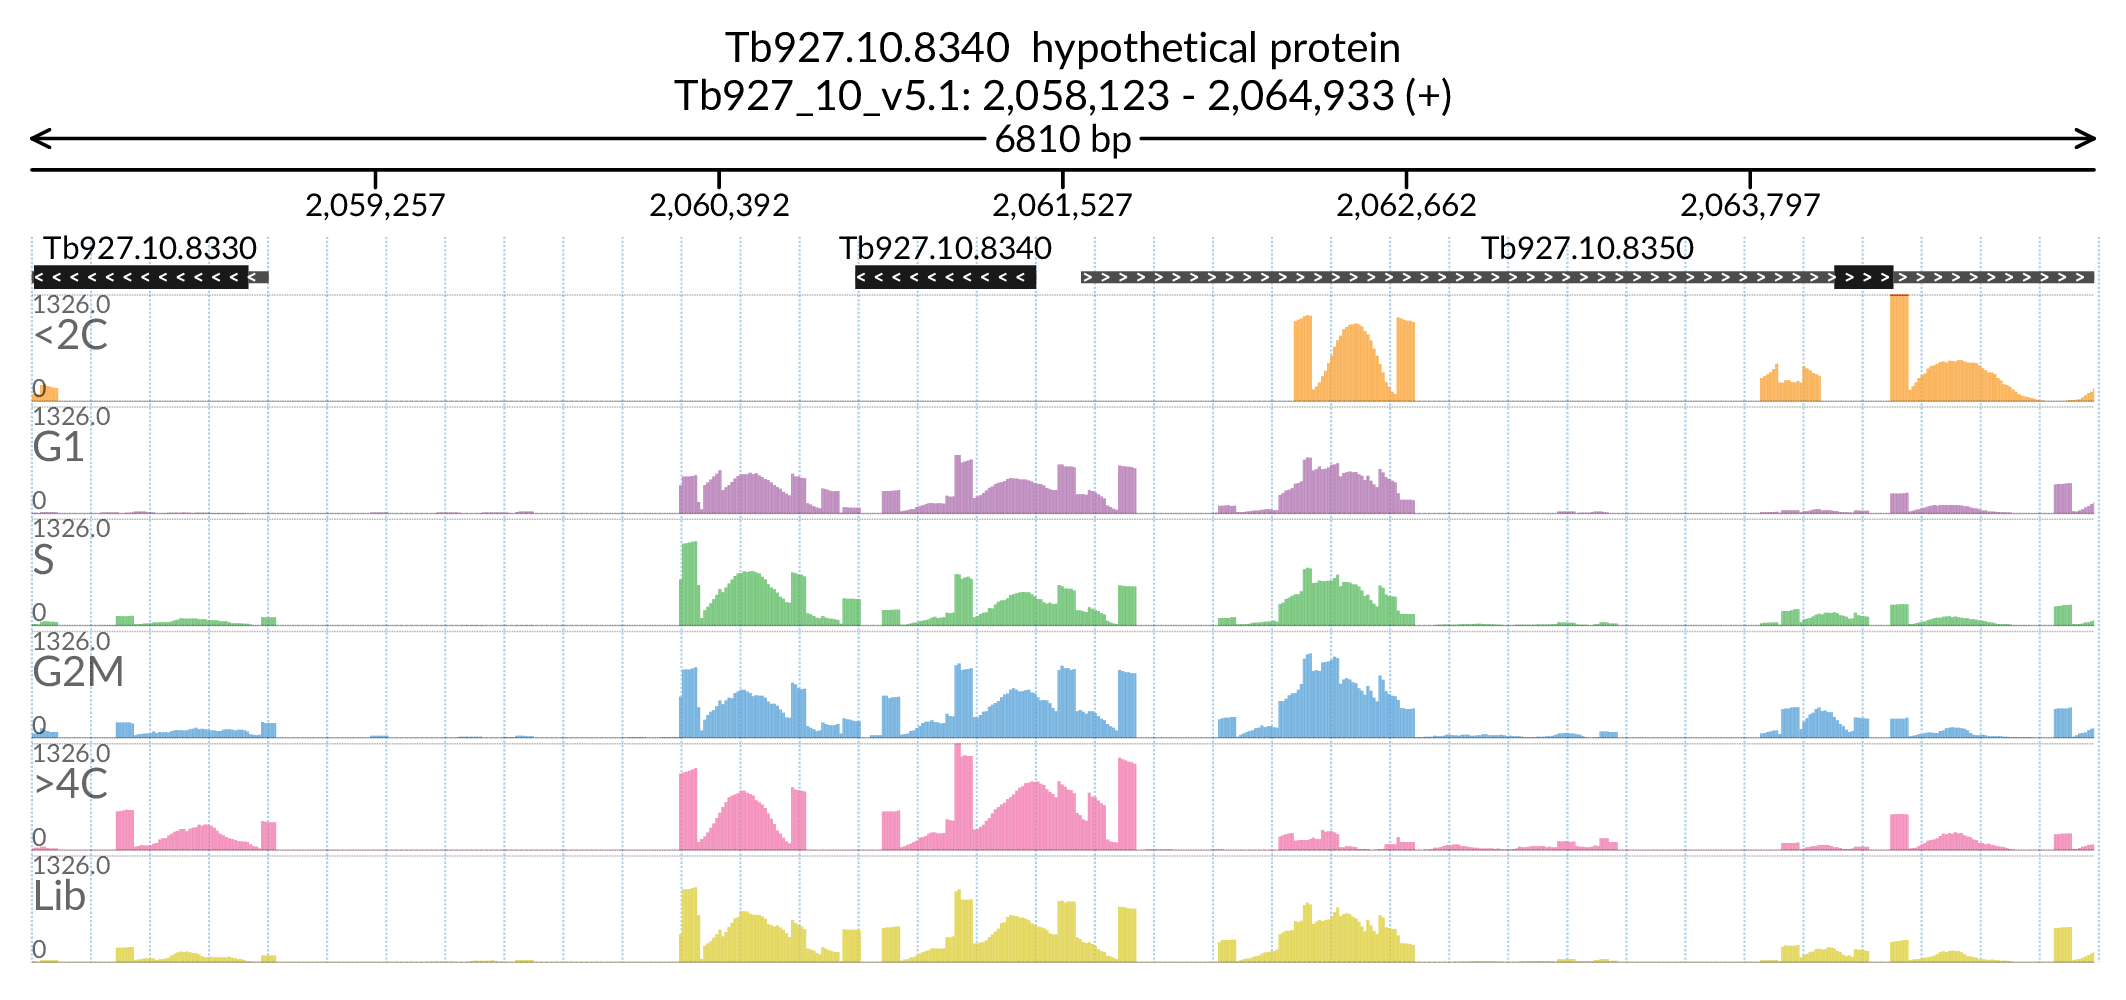 Tb927.10.8340  hypothetical protein
Tb927_10_v5.1: 2,058,123 - 2,064,933 (+)
6810 bp
2,059,257 2,060,392 2,061,527 2,062,662 2,063,797
Tb927.10.8330 Tb927.10.8340 Tb927.10.8350
1326.0
<2C
0
1326.0
G1
0
1326.0
S
0
1326.0
G2M
0
1326.0
>4C
0
1326.0
Lib
0